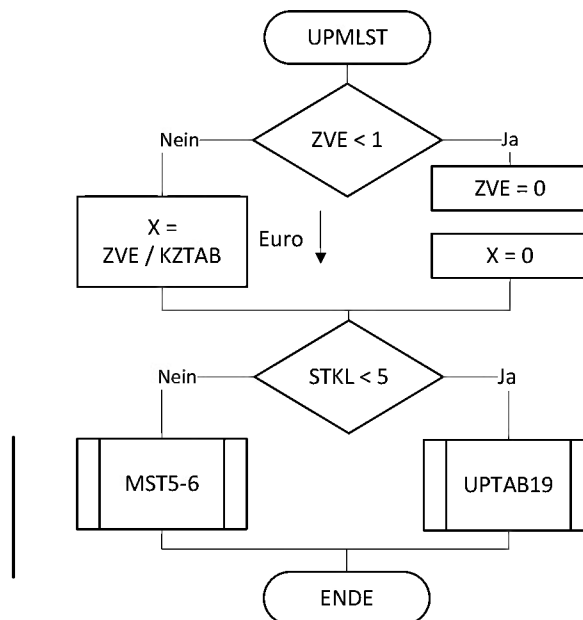 UPMLST
ZVE < 1
Nein
Ja
ZVE = 0
X =
ZVE / KZTAB
Euro
X = 0
STKL < 5
Nein
Ja
MST5-6
UPTAB19
ENDE